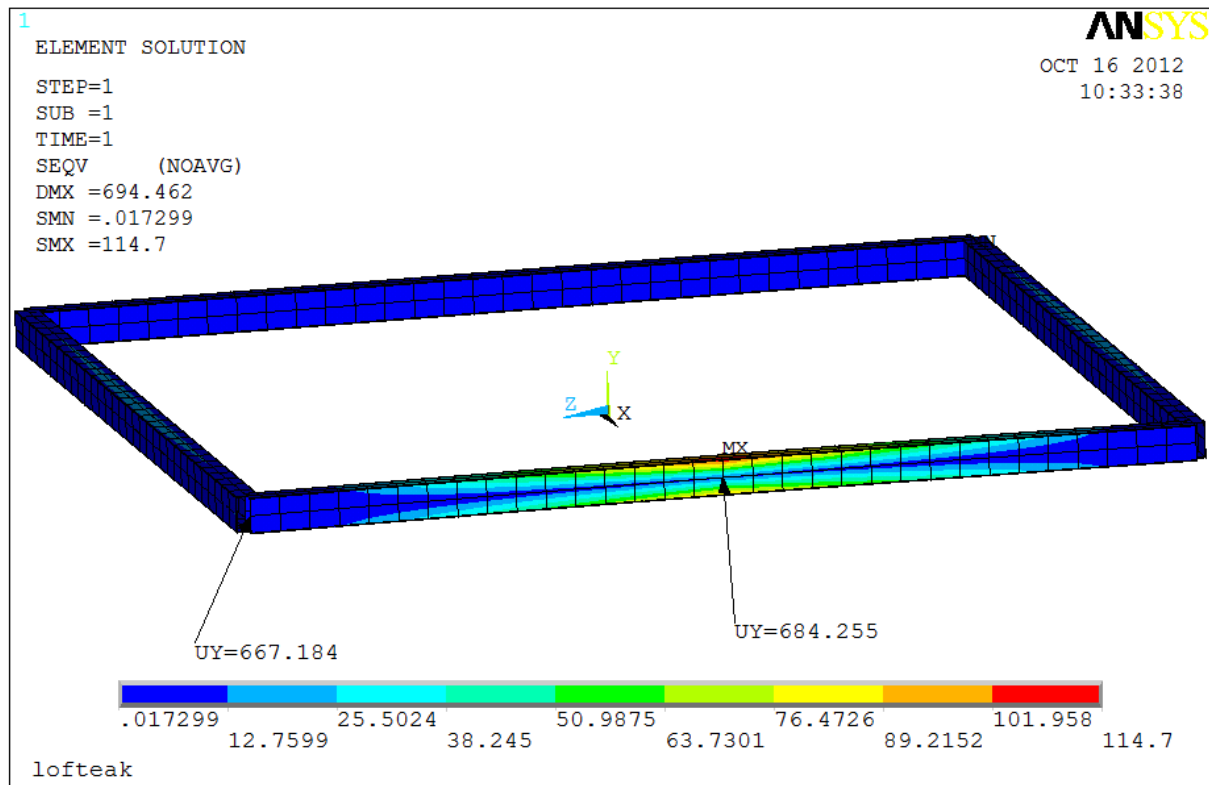 1
ANSYS
ELEMENT SOLUTION
OCT 16 2012
10:33:38
STEP=1
SUB =1
TIME=1
SEQV (NOAVG)
DMX =694.462
SMN =.017299
SMX =114.7
Y
Z
X
MX
UY=667.184
UY=684.255
.017299
12.7599
25.5024
38.245
50.9875
63.7301
76.4726
89.2152
101.958
114.7
lofteak